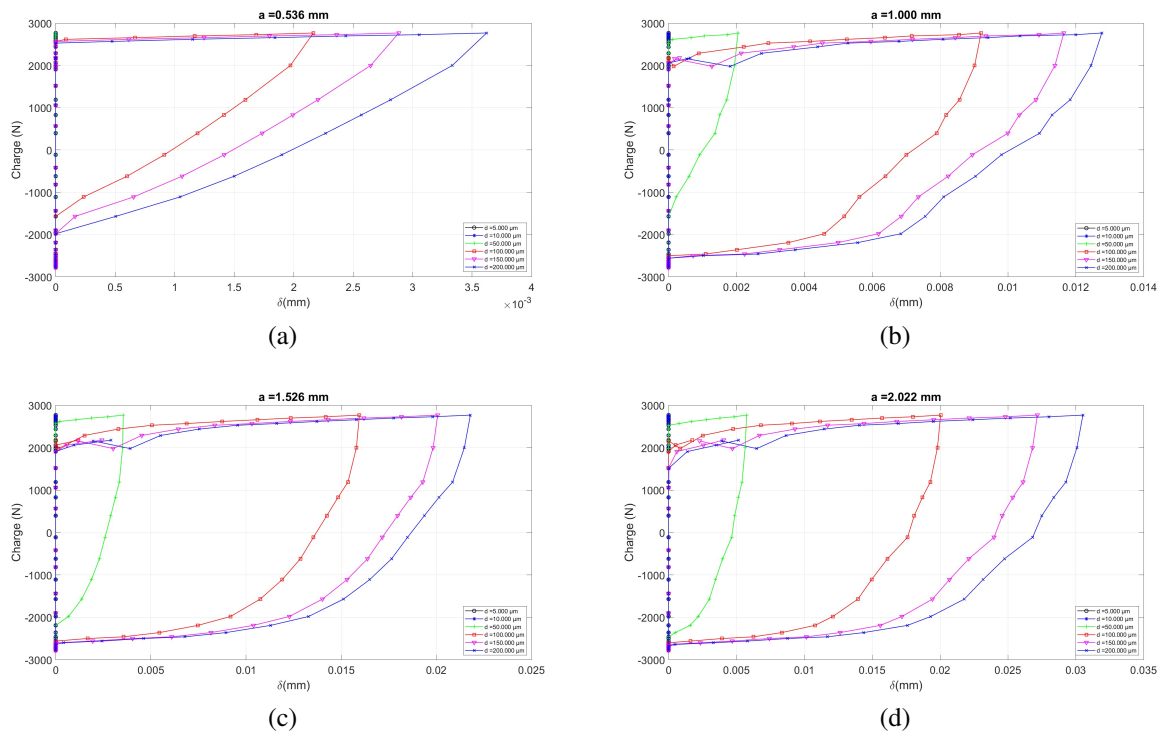 a =0.536 mm
3000
2000
1000
0
-1000
-2000
-3000
Charge (N)
0 0.5 1 1.5 2 2.5 3 3.5 4
δ(mm)
×10⁻³
d =5.000 μm
d =10.000 μm
d =50.000 μm
d =100.000 μm
d =150.000 μm
d =200.000 μm
(a)
a =1.000 mm
3000
2000
1000
0
-1000
-2000
-3000
Charge (N)
0 0.002 0.004 0.006 0.008 0.01 0.012 0.014
δ(mm)
d =5.000 μm
d =10.000 μm
d =50.000 μm
d =100.000 μm
d =150.000 μm
d =200.000 μm
(b)
a =1.526 mm
3000
2000
1000
0
-1000
-2000
-3000
Charge (N)
0 0.005 0.01 0.015 0.02 0.025
δ(mm)
d =5.000 μm
d =10.000 μm
d =50.000 μm
d =100.000 μm
d =150.000 μm
d =200.000 μm
(c)
a =2.022 mm
3000
2000
1000
0
-1000
-2000
-3000
Charge (N)
0 0.005 0.01 0.015 0.02 0.025 0.03 0.035
δ(mm)
d =5.000 μm
d =10.000 μm
d =50.000 μm
d =100.000 μm
d =150.000 μm
d =200.000 μm
(d)